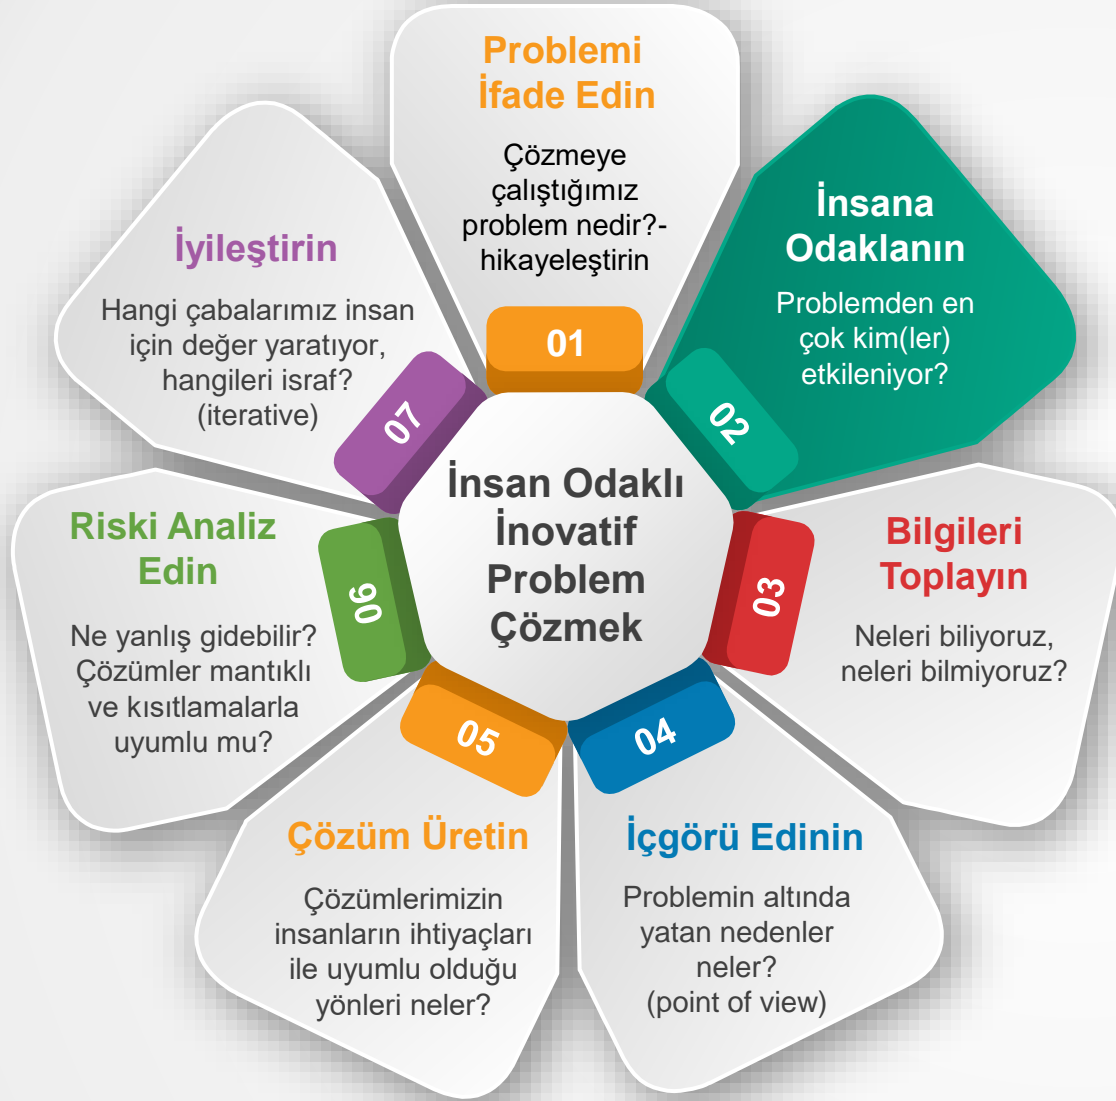 Problemi
İfade Edin
Çözmeye
çalıştığımız
problem nedir?-
hikayeleştirin
01
İnsana
Odaklanın
Problemden en
çok kim(ler)
etkileniyor?
02
Bilgileri
Toplayın
Neleri biliyoruz,
neleri bilmiyoruz?
03
İçgörü Edinin
Problemin altında
yatan nedenler
neler?
(point of view)
04
Çözüm Üretin
Çözümlerimizin
insanların ihtiyaçları
ile uyumlu olduğu
yönleri neler?
05
Riski Analiz
Edin
Ne yanlış gidebilir?
Çözümler mantıklı
ve kısıtlamalarla
uyumlu mu?
06
İyileştirin
Hangi çabalarımız insan
için değer yaratıyor,
hangileri israf?
(iterative)
07
İnsan Odaklı
İnovatif
Problem
Çözmek